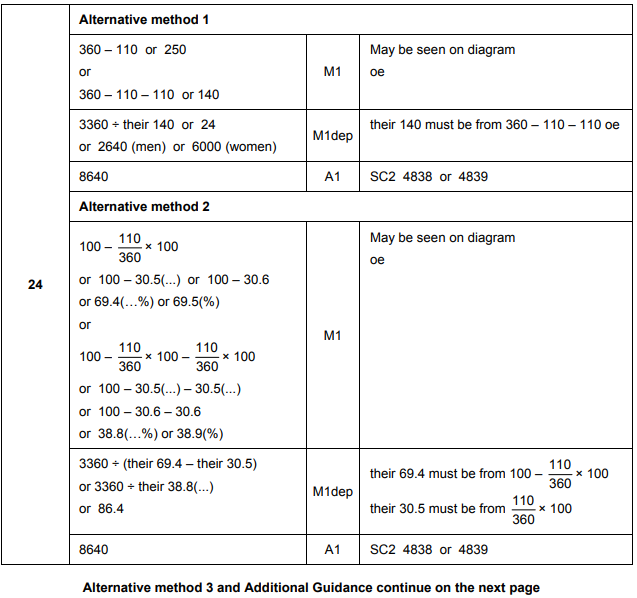 Alternative method 1
360 – 110 or 250
or
360 – 110 – 110 or 140
M1
May be seen on diagram
oe
3360 ÷ their 140 or 24
or 2640 (men) or 6000 (women)
M1dep
their 140 must be from 360 – 110 – 110 oe
8640
A1
SC2 4838 or 4839
Alternative method 2
24
100 – 110/360 × 100
or 100 – 30.5(...) or 100 – 30.6
or 69.4(…%) or 69.5(%)
or
100 – 110/360 × 100 – 110/360 × 100
or 100 – 30.5(...) – 30.5(...)
or 100 – 30.6 – 30.6
or 38.8(…%) or 38.9(%)
M1
May be seen on diagram
oe
3360 ÷ (their 69.4 – their 30.5)
or 3360 ÷ their 38.8(...)
or 86.4
M1dep
their 69.4 must be from 100 – 110/360 × 100
their 30.5 must be from 110/360 × 100
8640
A1
SC2 4838 or 4839
Alternative method 3 and Additional Guidance continue on the next page